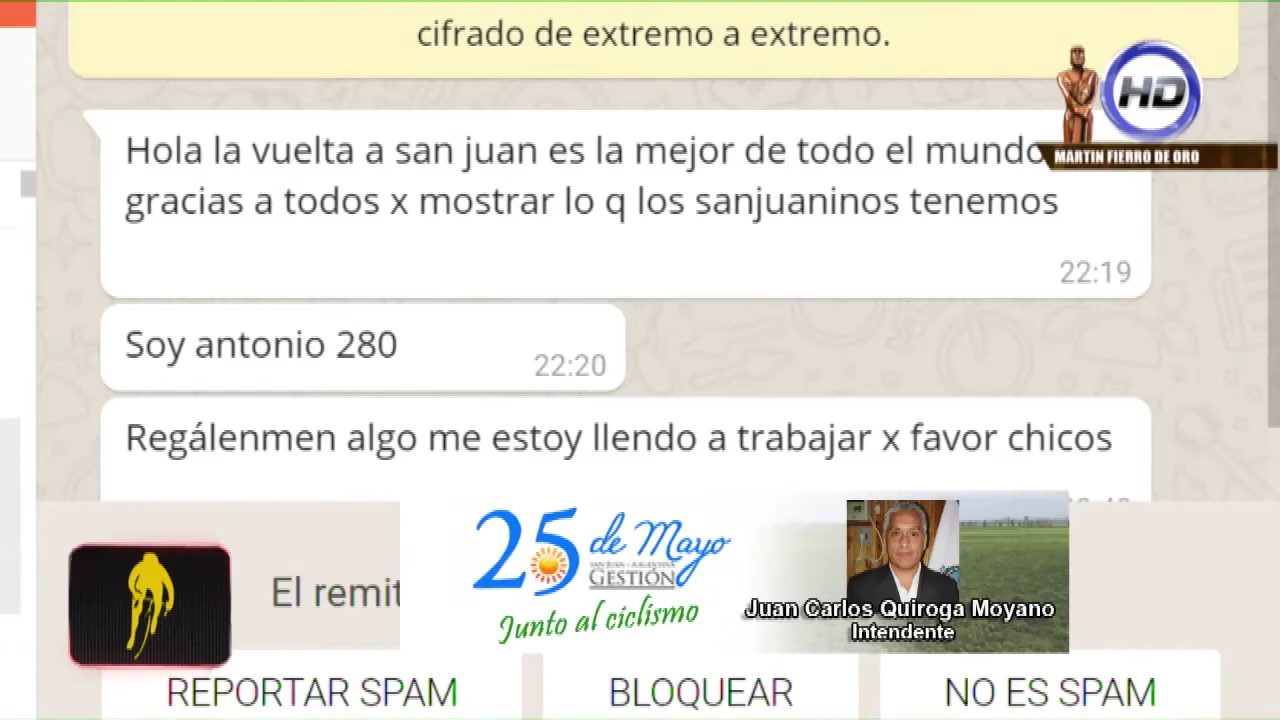 cifrado de extremo a extremo.
HD
MARTIN FIERRO DE ORO
Hola la vuelta a san juan es la mejor de todo el mundo
gracias a todos x mostrar lo q los sanjuaninos tenemos
22:19
Soy antonio 280
22:20
Regálenmen algo me estoy llendo a trabajar x favor chicos
25 de Mayo
SAN JUAN - ARGENTINA
GESTIÓN
Junto al ciclismo
Juan Carlos Quiroga Moyano
Intendente
El remit
REPORTAR SPAM
BLOQUEAR
NO ES SPAM